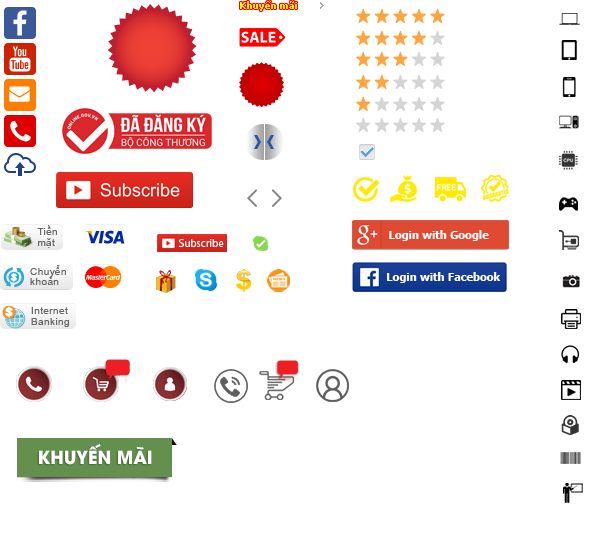 Khuyến mãi
You
Tube
SALE
ONLINE.GOV.VN
ĐÃ ĐĂNG KÝ
BỘ CÔNG THƯƠNG
CPU
Subscribe
FREE
Tiền
mặt
VISA
Subscribe
g+ Login with Google
Chuyển
khoản
MasterCard
f Login with Facebook
Internet
Banking
KHUYẾN MÃI